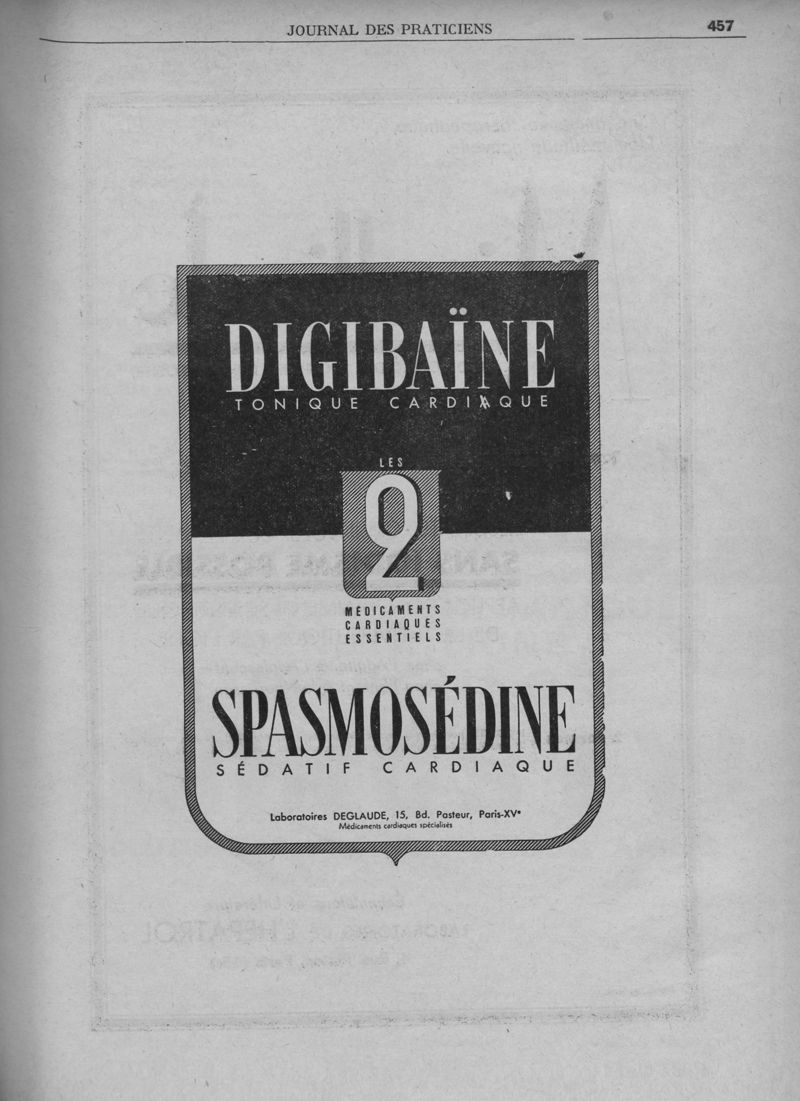 JOURNAL DES PRATICIENS 457
DIGIBAÏNE
TONIQUE CARDIAQUE
LES
2
MÉDICAMENTS
CARDIAQUES
ESSENTIELS
SPASMOSÉDINE
SÉDATIF CARDIAQUE
Laboratoires DEGLAUDE, 15, Bd. Pasteur, Paris-XVe
Médicaments cardiaques spécialisés